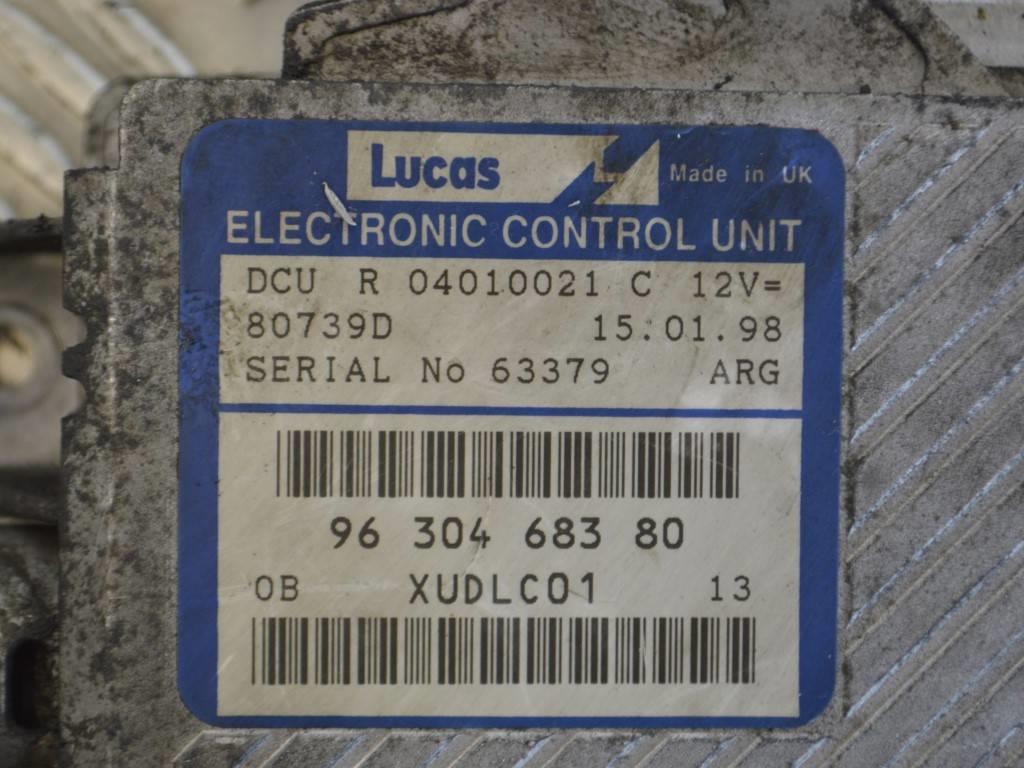 Lucas
Made in UK
ELECTRONIC CONTROL UNIT
DCU R 04010021 C 12V=
80739D 15:01.98
SERIAL No 63379 ARG
96 304 683 80
0B XUDLC01 13